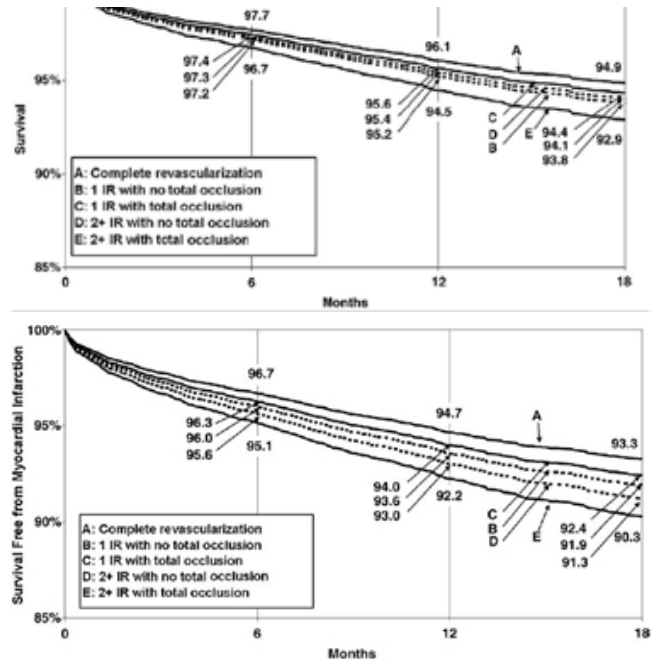 97.7
97.4
97.3
97.2
96.7
96.1
95.6
95.4
95.2
94.5
A
C
D
B
E
94.9
94.4
94.1
93.8
92.9
95%
90%
85%
Survival
A: Complete revascularization
B: 1 IR with no total occlusion
C: 1 IR with total occlusion
D: 2+ IR with no total occlusion
E: 2+ IR with total occlusion
0
6
12
18
Months
100%
95%
90%
85%
Survival Free from Myocardial Infarction
96.7
96.3
96.0
95.6
95.1
94.7
94.0
93.6
93.0
92.2
A
C
B
D
E
93.3
92.4
91.9
91.3
90.3
A: Complete revascularization
B: 1 IR with no total occlusion
C: 1 IR with total occlusion
D: 2+ IR with no total occlusion
E: 2+ IR with total occlusion
0
6
12
18
Months